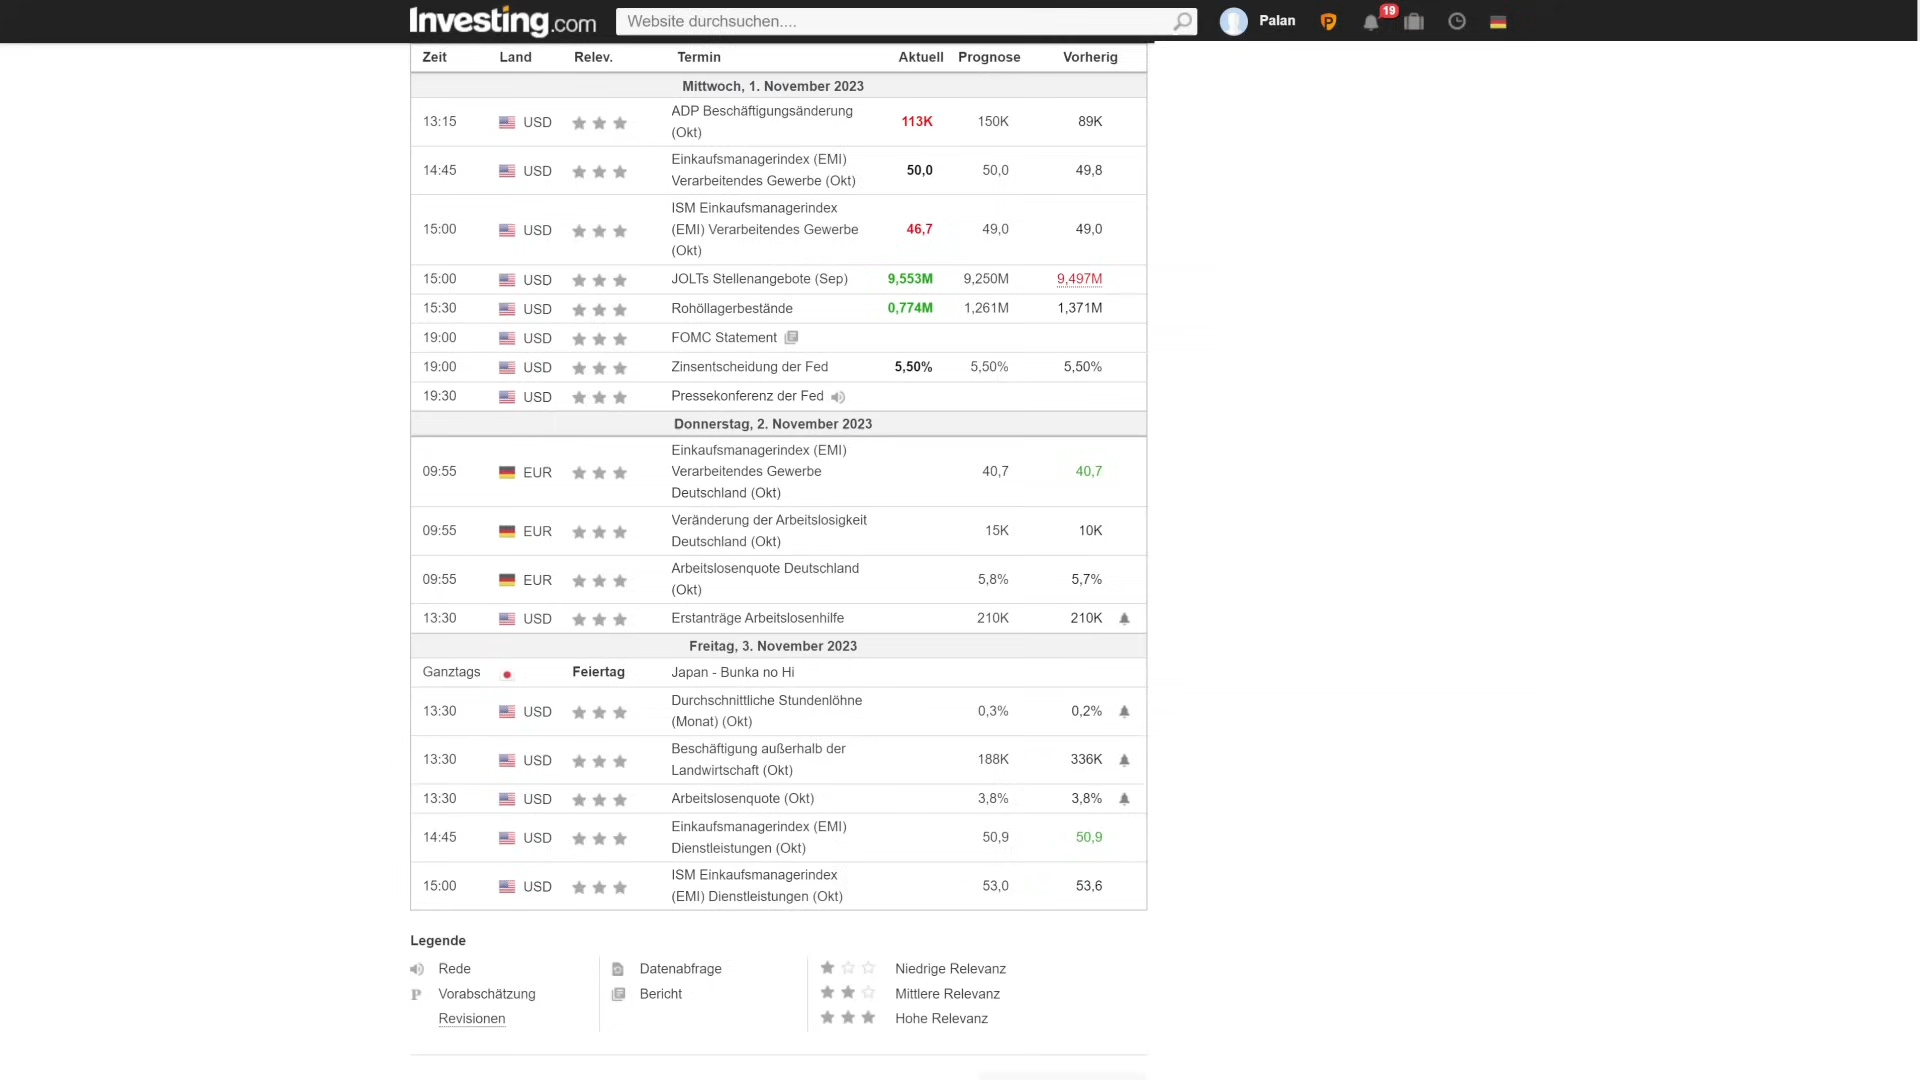 Investing.com Website durchsuchen.... Palan 19
Zeit Land Relev. Termin Aktuell Prognose Vorherig
Mittwoch, 1. November 2023
ADP Beschäftigungsänderung
13:15 USD 113K 150K 89K
(Okt)
Einkaufsmanagerindex (EMI)
14:45 USD 50,0 50,0 49,8
Verarbeitendes Gewerbe (Okt)
ISM Einkaufsmanagerindex
15:00 USD (EMI) Verarbeitendes Gewerbe 46,7 49,0 49,0
(Okt)
15:00 USD JOLTs Stellenangebote (Sep) 9,553M 9,250M 9,497M
15:30 USD Rohöllagerbestände 0,774M 1,261M 1,371M
19:00 USD FOMC Statement
19:00 USD Zinsentscheidung der Fed 5,50% 5,50% 5,50%
19:30 USD Pressekonferenz der Fed
Donnerstag, 2. November 2023
Einkaufsmanagerindex (EMI)
09:55 EUR Verarbeitendes Gewerbe 40,7 40,7
Deutschland (Okt)
Veränderung der Arbeitslosigkeit
09:55 EUR 15K 10K
Deutschland (Okt)
Arbeitslosenquote Deutschland
09:55 EUR 5,8% 5,7%
(Okt)
13:30 USD Erstanträge Arbeitslosenhilfe 210K 210K
Freitag, 3. November 2023
Ganztags Feiertag Japan - Bunka no Hi
Durchschnittliche Stundenlöhne
13:30 USD 0,3% 0,2%
(Monat) (Okt)
Beschäftigung außerhalb der
13:30 USD 188K 336K
Landwirtschaft (Okt)
13:30 USD Arbeitslosenquote (Okt) 3,8% 3,8%
Einkaufsmanagerindex (EMI)
14:45 USD 50,9 50,9
Dienstleistungen (Okt)
ISM Einkaufsmanagerindex
15:00 USD 53,0 53,6
(EMI) Dienstleistungen (Okt)
Legende
Rede Datenabfrage Niedrige Relevanz
P Vorabschätzung Bericht Mittlere Relevanz
Revisionen Hohe Relevanz